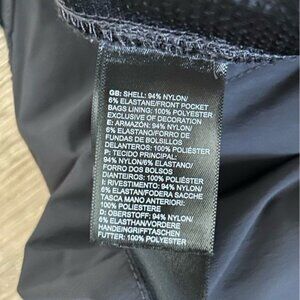 GB: SHELL: 94% NYLON/
6% ELASTANE/FRONT POCKET
BAGS LINING: 100% POLYESTER
EXCLUSIVE OF DECORATION
E: ARMAZÓN: 94% NYLON/
6% ELASTANO/FORRO DE
FUNDAS DE BOLSILLOS
DELANTEROS: 100% POLIÉSTER
P: TECIDO PRINCIPAL:
94% NYLON/6% ELASTANO/
FORRO DOS BOLSOS
DIANTEIROS: 100% POLIÉSTER
I: RIVESTIMENTO: 94% NYLON/
6% ELASTAN/FODERA SACCHE
TASCA MANO ANTERIORE:
100% POLIESTERE
D: OBERSTOFF: 94% NYLON/
6% ELASTHAN/VORDERE
HANDEINGRIFFTASCHEN
FUTTER: 100% POLYESTER